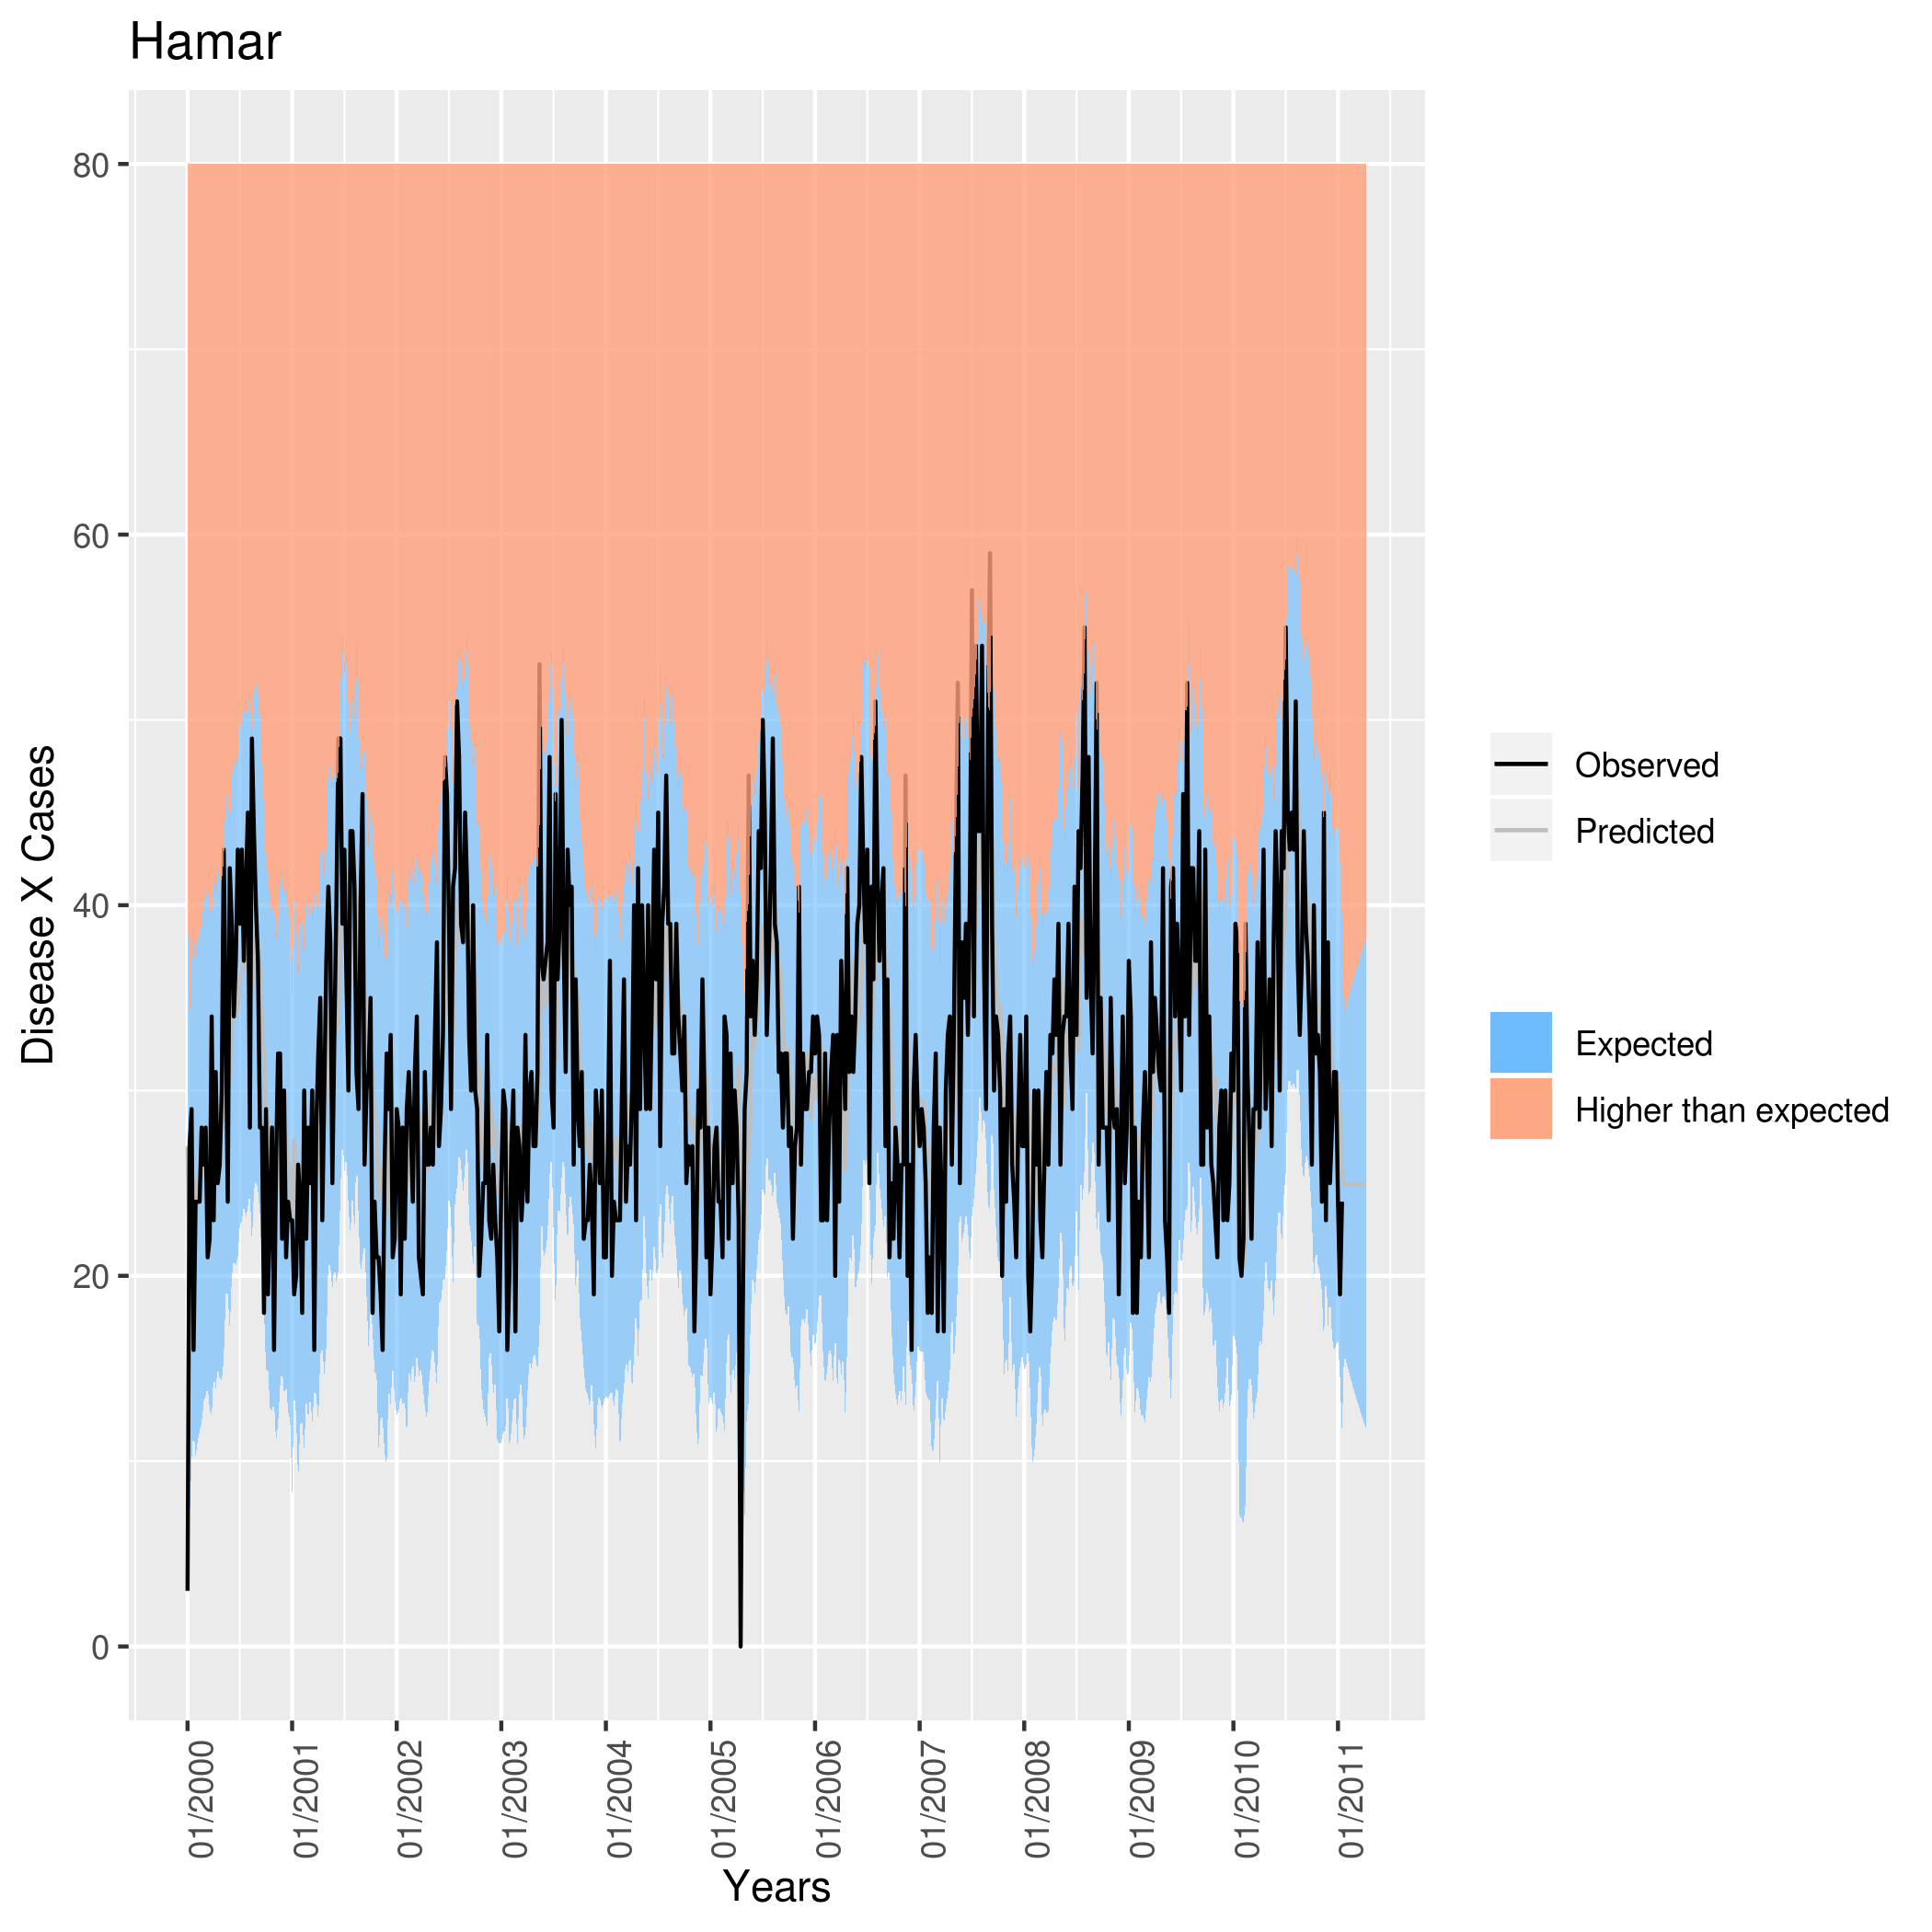 Hamar
Disease X Cases
80
60
40
20
0
01/2000
01/2001
01/2002
01/2003
01/2004
01/2005
01/2006
01/2007
01/2008
01/2009
01/2010
01/2011
Years
Observed
Predicted
Expected
Higher than expected